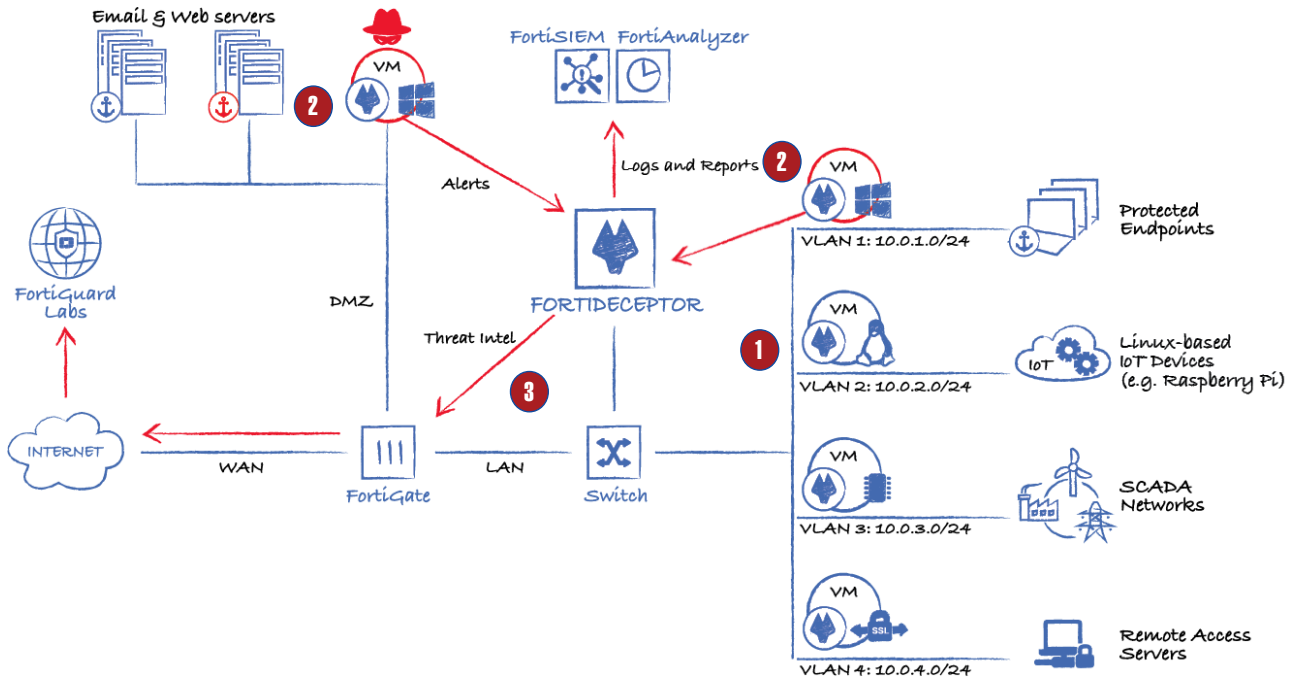 Email & Web servers
VM
2
FortiSIEM
FortiAnalyzer
Alerts
Logs and Reports
2
VM
VLAN 1: 10.0.1.0/24
Protected
Endpoints
FortiGuard
Labs
DMZ
FORTIDECEPTOR
Threat Intel
1
VM
VLAN 2: 10.0.2.0/24
IoT
Linux-based
IoT Devices
(e.g. Raspberry Pi)
3
INTERNET
WAN
FortiGate
LAN
Switch
VM
VLAN 3: 10.0.3.0/24
SCADA
Networks
VM
SSL
VLAN 4: 10.0.4.0/24
Remote Access
Servers